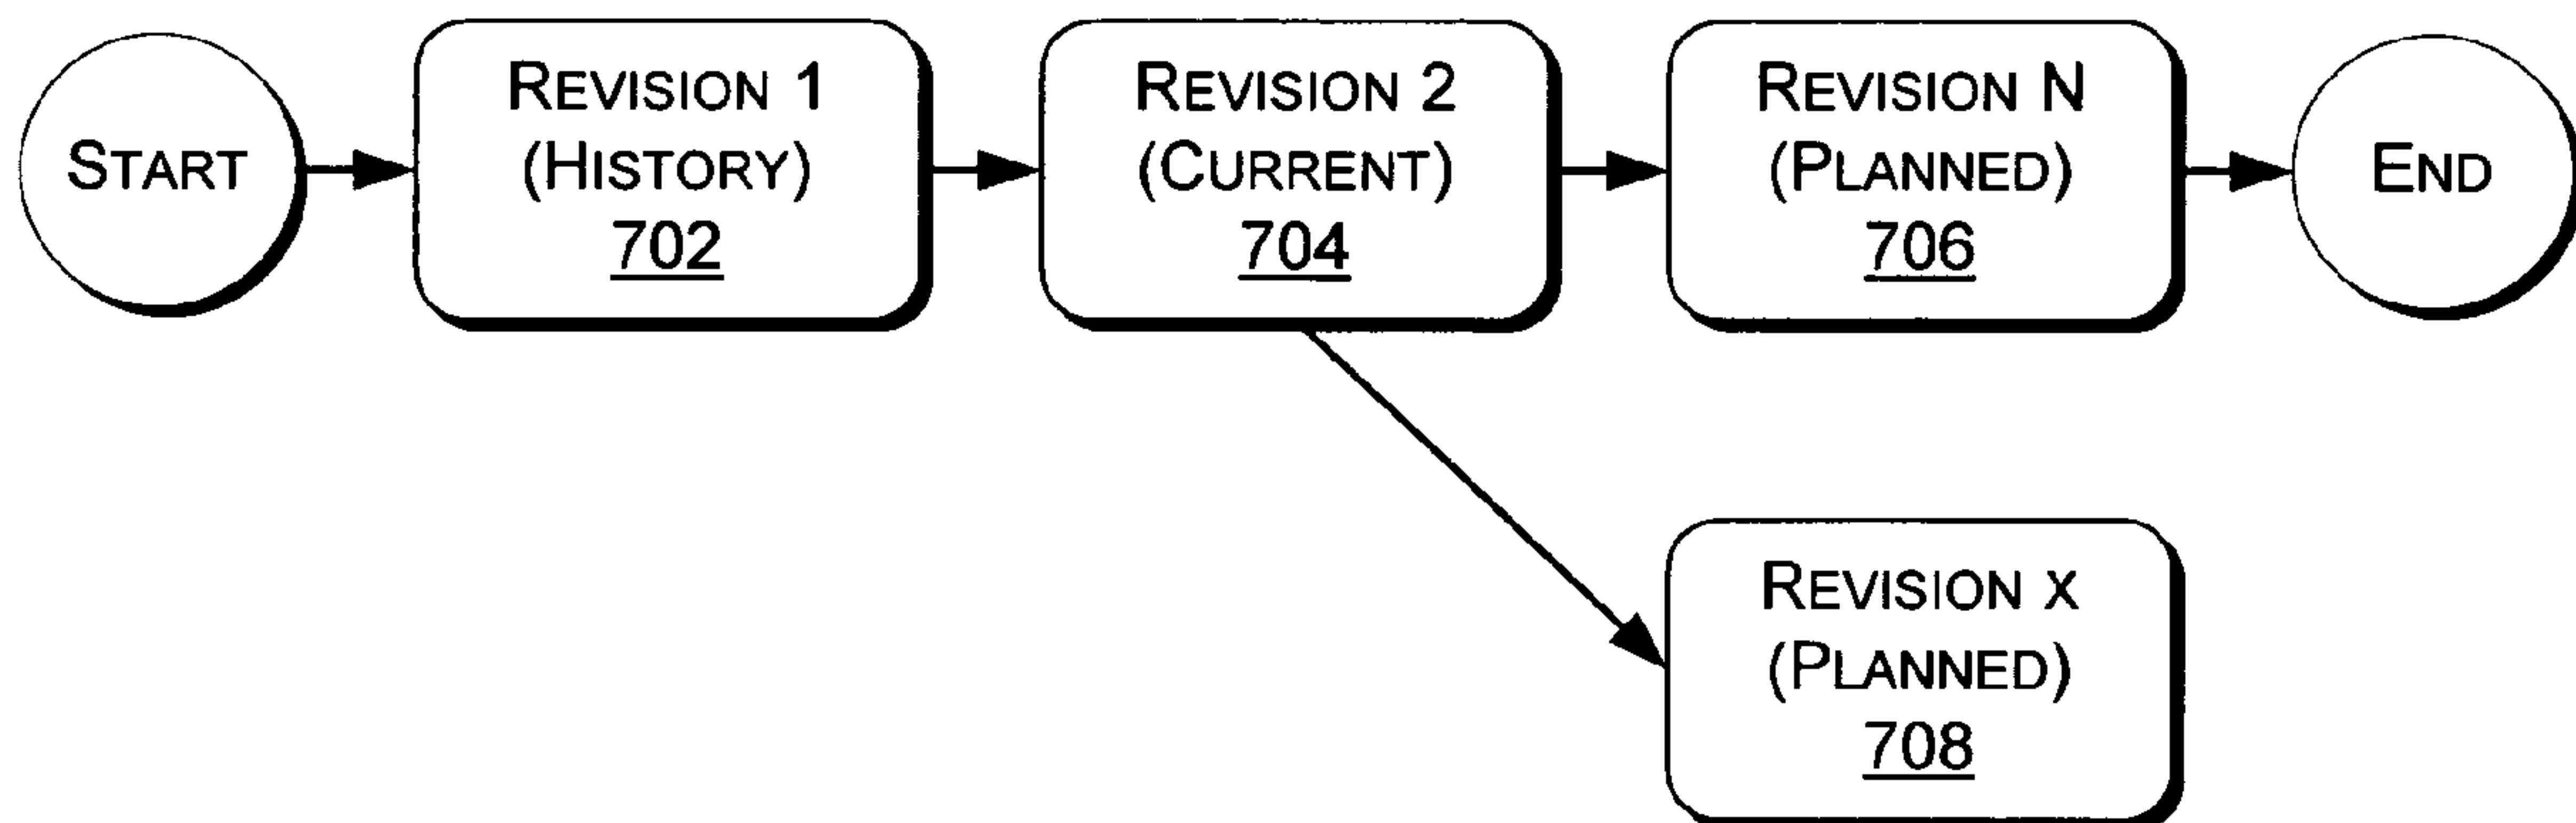 START
REVISION 1
(HISTORY)
702
REVISION 2
(CURRENT)
704
REVISION N
(PLANNED)
706
END
REVISION X
(PLANNED)
708